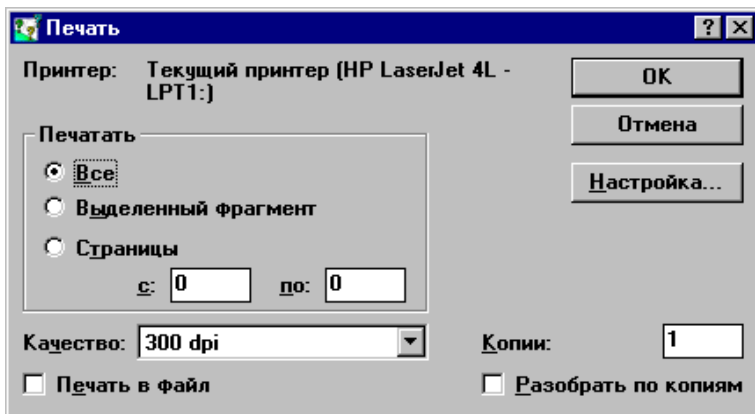 Печать
Принтер: Текущий принтер (HP LaserJet 4L -
LPT1:)
OK
Отмена
Настройка...
Печатать
Все
Выделенный фрагмент
Страницы
с: 0 по: 0
Качество: 300 dpi
Копии: 1
Печать в файл
Разобрать по копиям